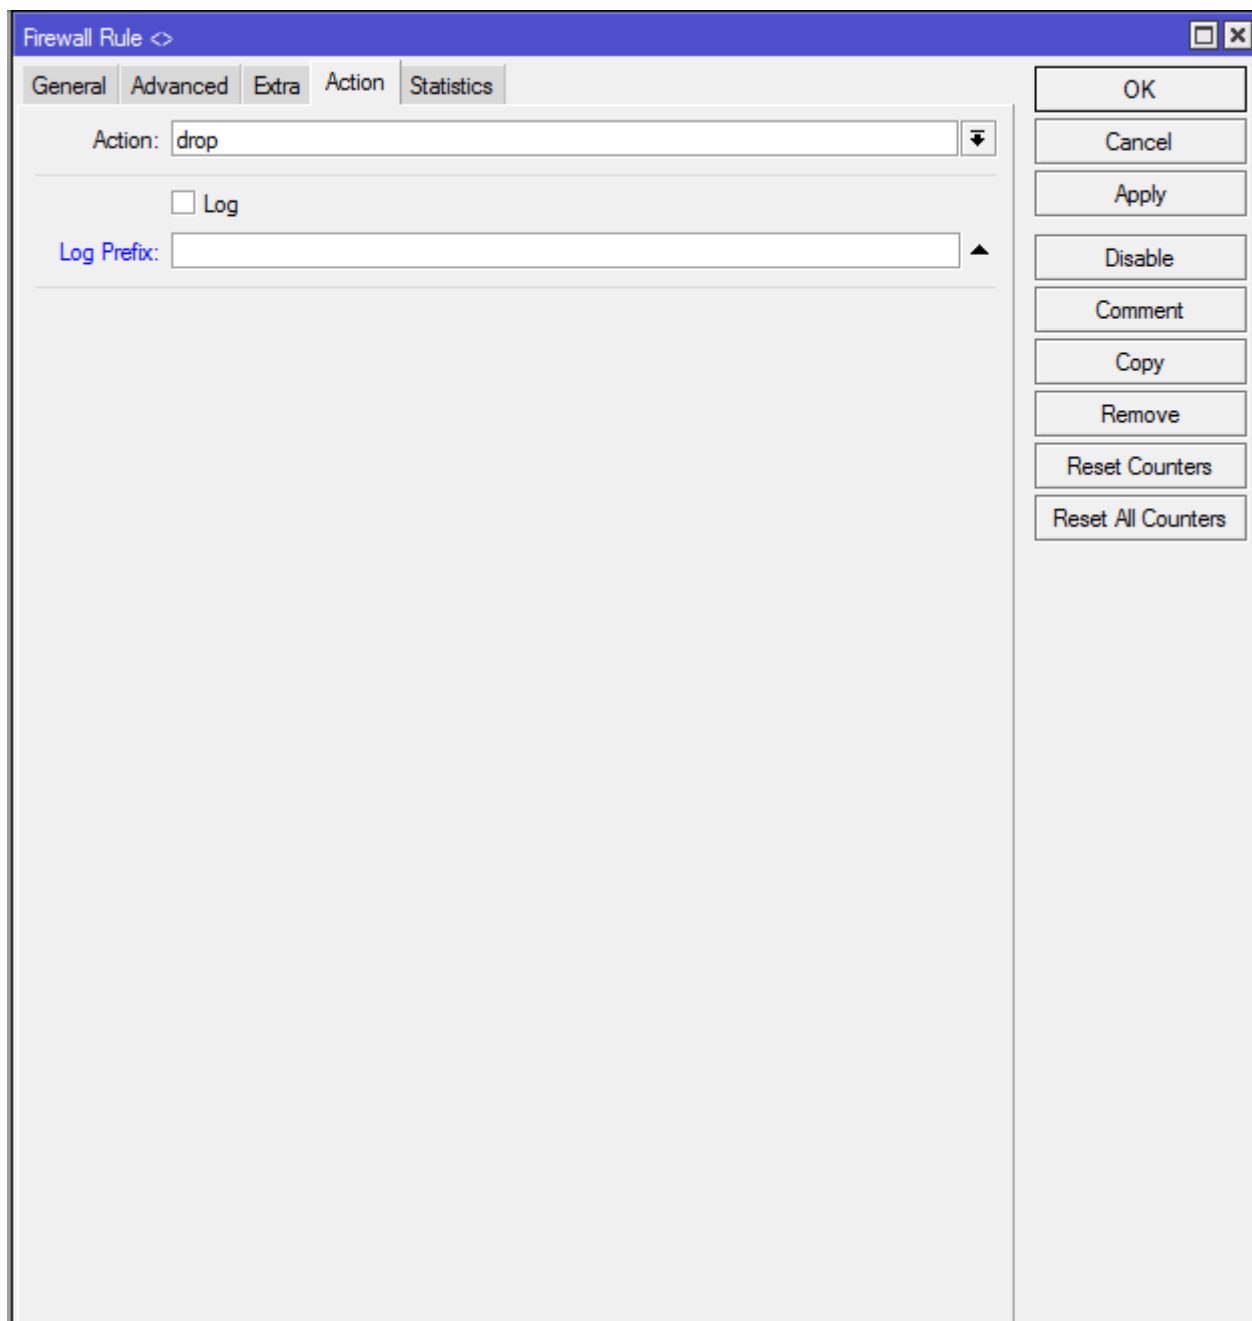 Firewall Rule <>
General Advanced Extra Action Statistics
Action: drop
Log
Log Prefix:
OK
Cancel
Apply
Disable
Comment
Copy
Remove
Reset Counters
Reset All Counters